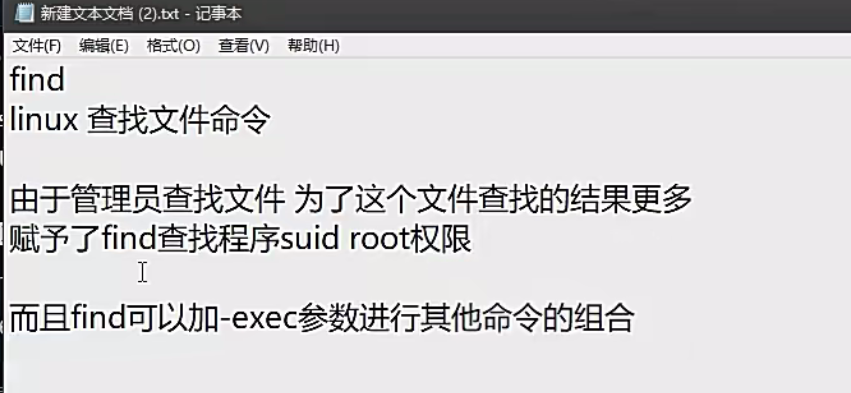 新建文本文档 (2).txt - 记事本
文件(F) 编辑(E) 格式(O) 查看(V) 帮助(H)
find
linux 查找文件命令
由于管理员查找文件 为了这个文件查找的结果更多
赋予了find查找程序suid root权限
而且find可以加-exec参数进行其他命令的组合